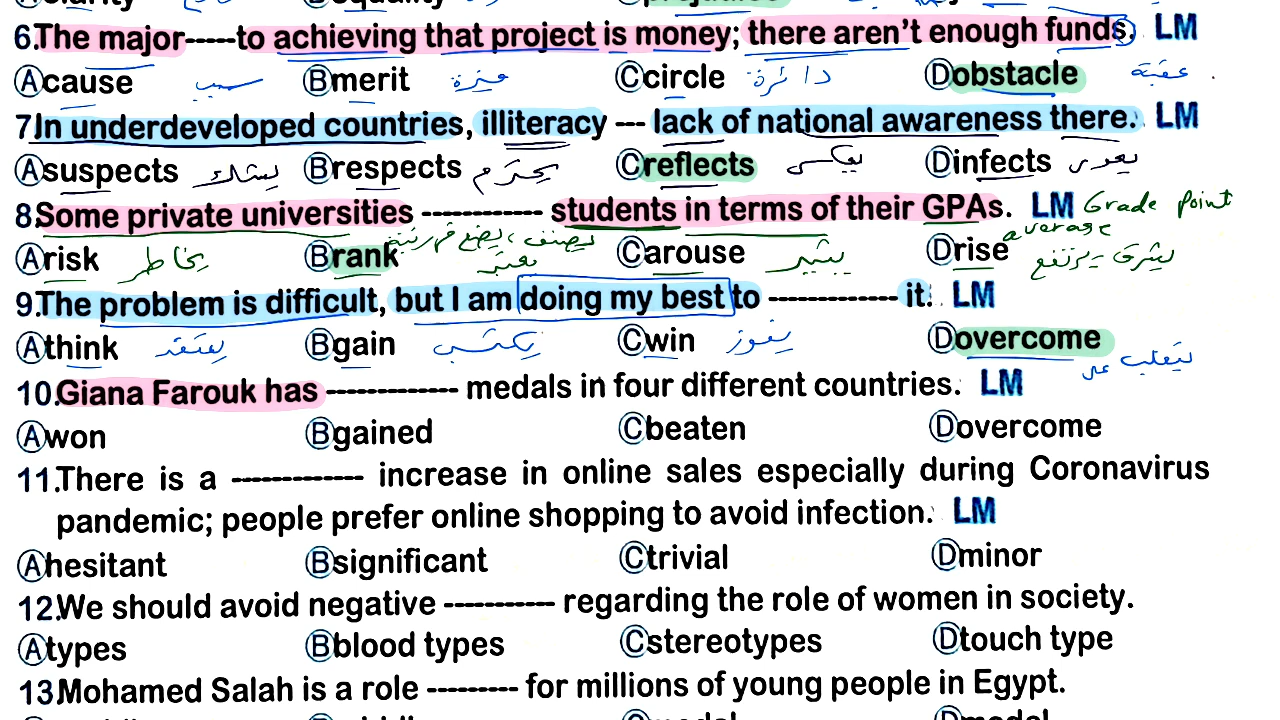 6.The major-----to achieving that project is money; there aren't enough funds. LM
Acause سبب Bmerit ميزة Ccircle دائرة Dobstacle عقبة
7.In underdeveloped countries, illiteracy --- lack of national awareness there. LM
Asuspects يشك Brespects يحترم Creflects يعكس Dinfects يعدى
8.Some private universities ------------ students in terms of their GPAs. LM Grade Point average
Arisk يخاطر Brank يصنف ، يضع فى رتبة Carouse يثير Drise يشرق - يرتفع
9.The problem is difficult, but I am doing my best to ------------- it. LM
Athink يعتقد Bgain يكتسب Cwin يفوز Dovercome يتغلب على
10.Giana Farouk has ------------- medals in four different countries. LM
Awon Bgained Cbeaten Dovercome
11.There is a ------------- increase in online sales especially during Coronavirus
pandemic; people prefer online shopping to avoid infection. LM
Ahesitant Bsignificant Ctrivial Dminor
12.We should avoid negative ----------- regarding the role of women in society.
Atypes Bblood types Cstereotypes Dtouch type
13.Mohamed Salah is a role --------- for millions of young people in Egypt.